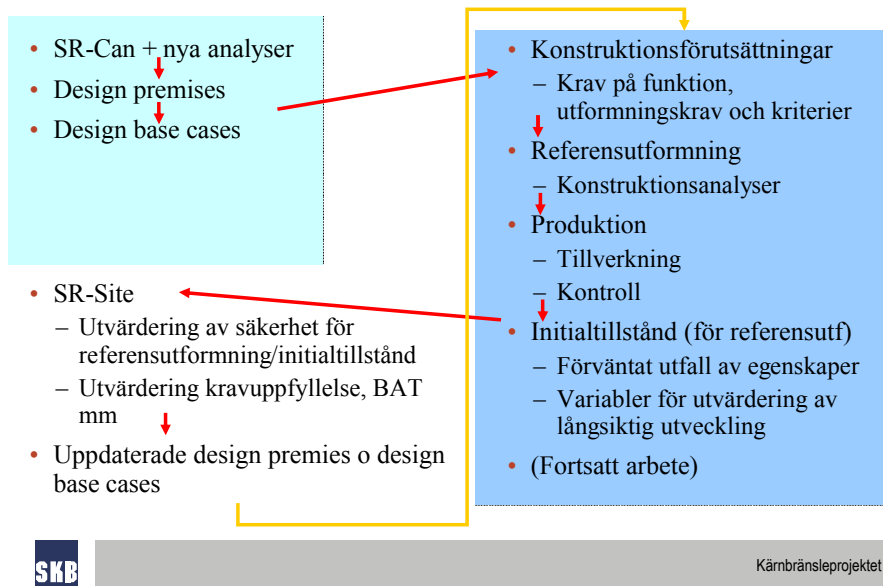 • SR-Can + nya analyser
• Design premises
• Design base cases
• SR-Site
– Utvärdering av säkerhet för
referensutformning/initialtillstånd
– Utvärdering kravuppfyllelse, BAT
mm
• Uppdaterade design premies o design
base cases
• Konstruktionsförutsättningar
– Krav på funktion,
utformningskrav och kriterier
• Referensutformning
– Konstruktionsanalyser
• Produktion
– Tillverkning
– Kontroll
• Initialtillstånd (för referensutf)
– Förväntat utfall av egenskaper
– Variabler för utvärdering av
långsiktig utveckling
• (Fortsatt arbete)
SKB
Kärnbränsleprojektet